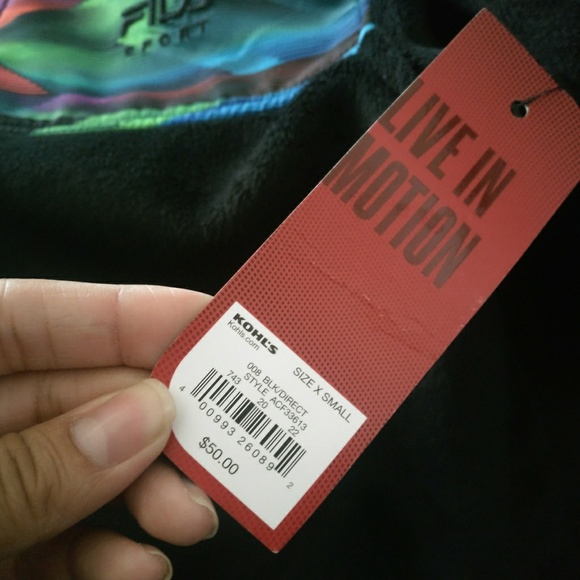 FILA
SPORT
LIVE IN
MOTION
KOHL'S
Kohls.com
SIZE X SMALL
008 BLK/DIRECT
STYLE ACF33613
743 20 22
4 00993 26089 2
$50.00